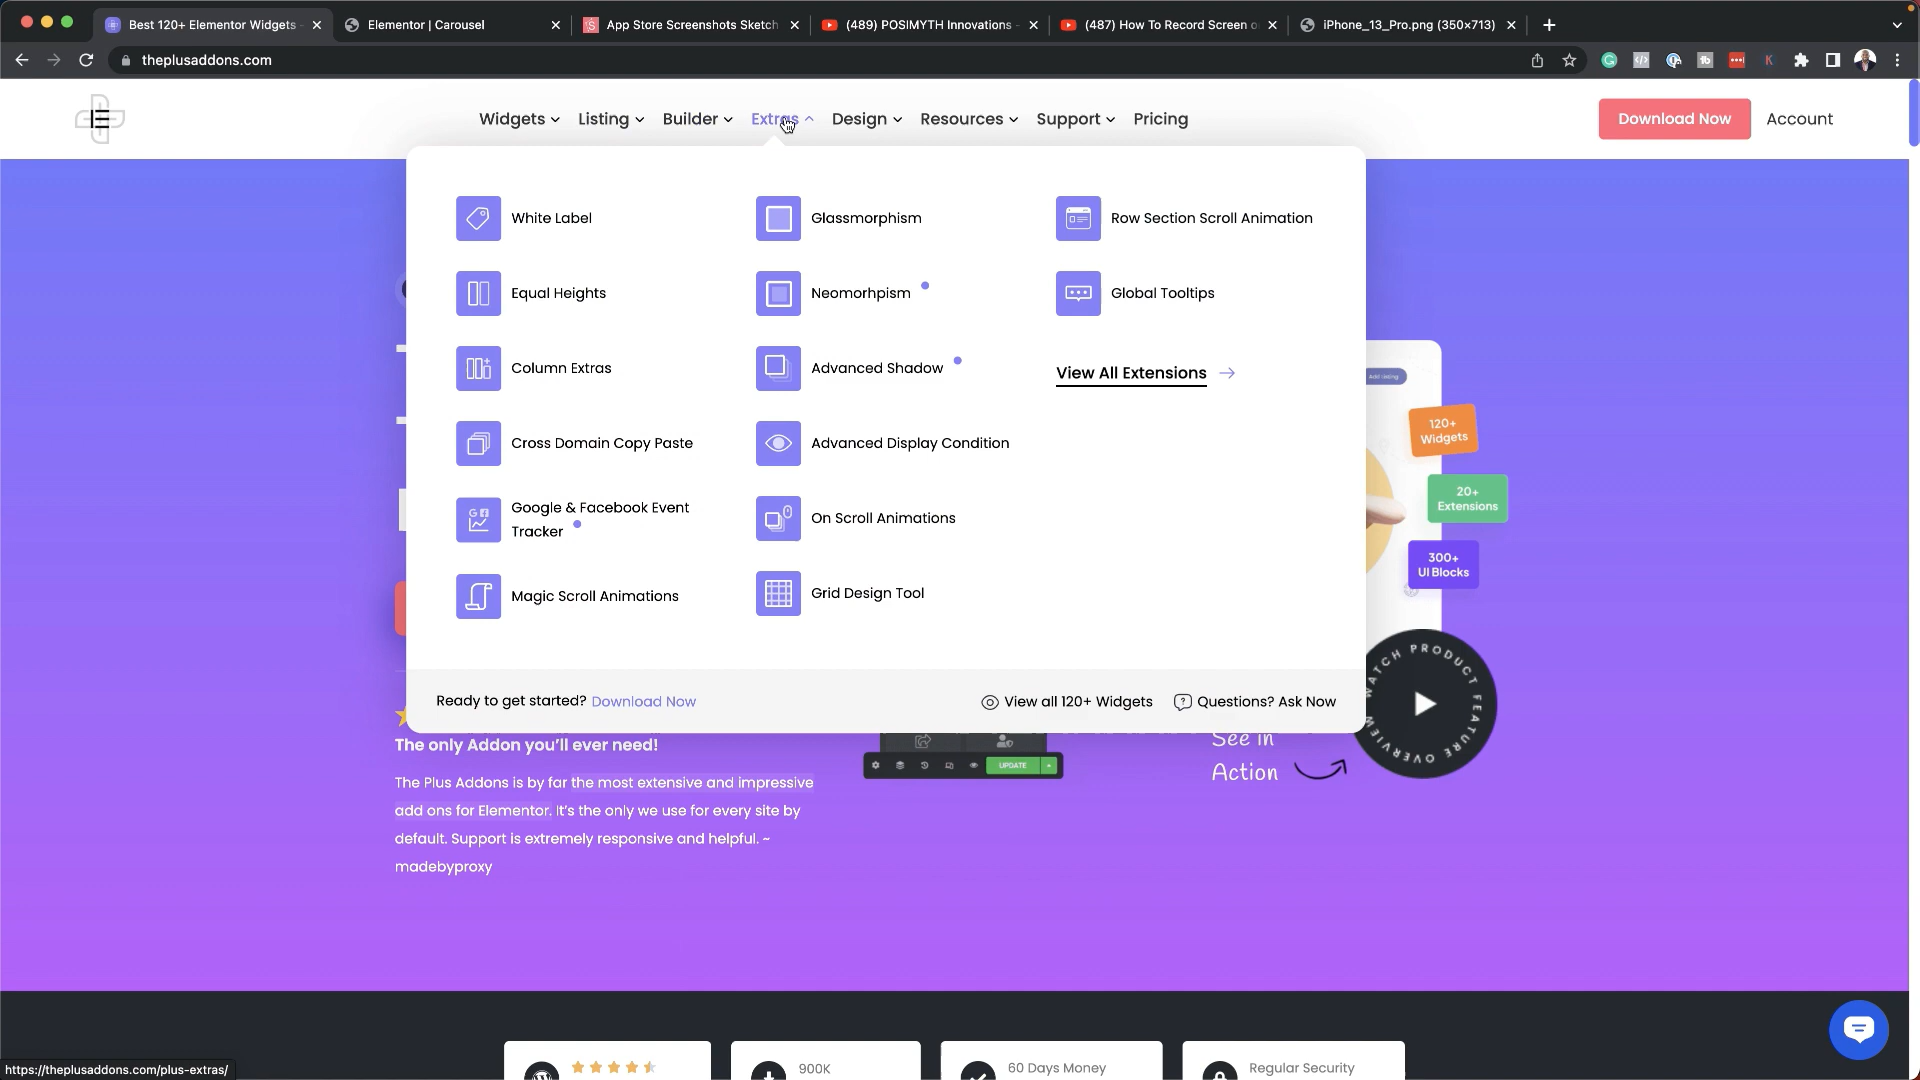 Best 120+ Elementor Widgets
Elementor | Carousel
App Store Screenshots Sketch
(489) POSIMYTH Innovations
(487) How To Record Screen o
iPhone_13_Pro.png (350×713)
theplusaddons.com
Widgets
Listing
Builder
Extras
Design
Resources
Support
Pricing
Download Now
Account
White Label
Equal Heights
Column Extras
Cross Domain Copy Paste
Google & Facebook Event
Tracker
Magic Scroll Animations
Glassmorphism
Neomorhpism
Advanced Shadow
Advanced Display Condition
On Scroll Animations
Grid Design Tool
Row Section Scroll Animation
Global Tooltips
View All Extensions
Ready to get started? Download Now
View all 120+ Widgets
Questions? Ask Now
Add listing
120+
Widgets
20+
Extensions
300+
UI Blocks
WATCH PRODUCT FEATURE OVERVIEW
See in
Action
UPDATE
The only Addon you'll ever need!
The Plus Addons is by far the most extensive and impressive
add ons for Elementor. It's the only we use for every site by
default. Support is extremely responsive and helpful. ~
madebyproxy
900K
60 Days Money
Regular Security
https://theplusaddons.com/plus-extras/